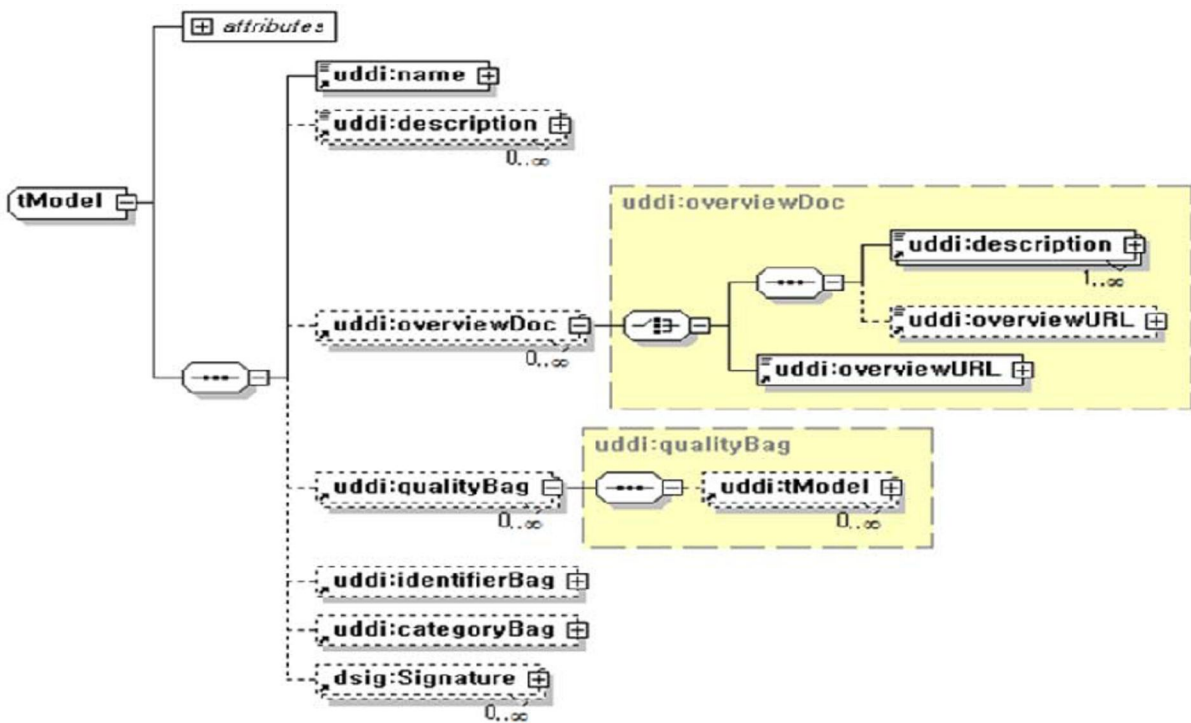 attributes
uddi:name
uddi:description
0..∞
tModel
uddi:overviewDoc
uddi:description
1..∞
uddi:overviewDoc
0..∞
uddi:overviewURL
uddi:overviewURL
uddi:qualityBag
uddi:qualityBag
0..∞
uddi:tModel
0..∞
uddi:identifierBag
uddi:categoryBag
dsig:Signature
0..∞